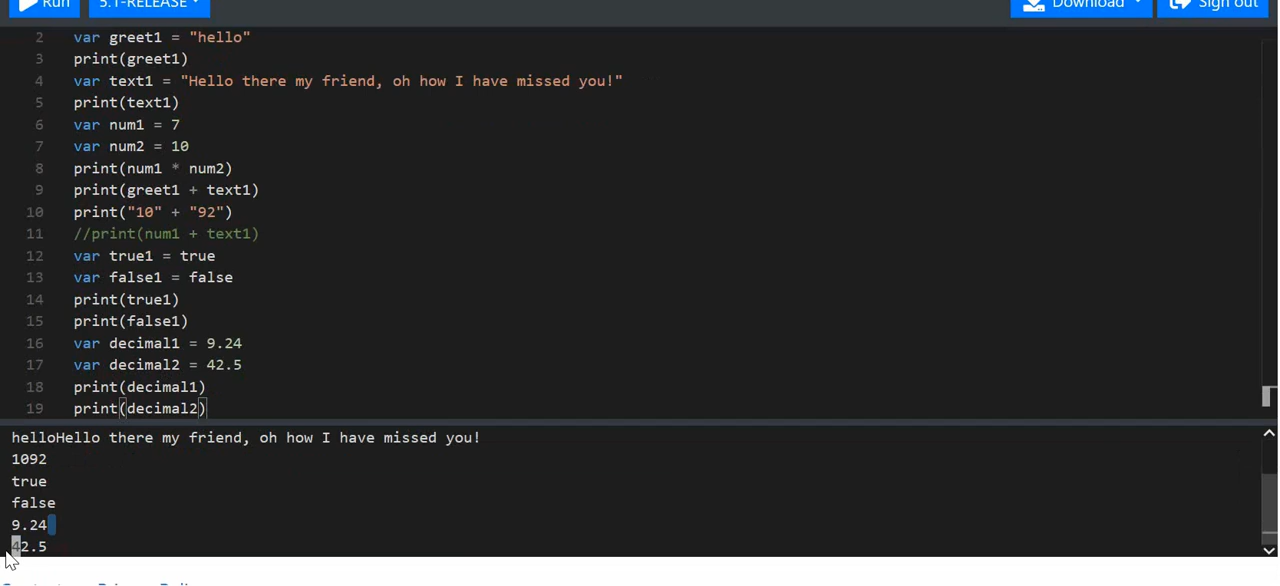 Run 5.1-RELEASE Download Sign out
2 var greet1 = "hello"
3 print(greet1)
4 var text1 = "Hello there my friend, oh how I have missed you!"
5 print(text1)
6 var num1 = 7
7 var num2 = 10
8 print(num1 * num2)
9 print(greet1 + text1)
10 print("10" + "92")
11 //print(num1 + text1)
12 var true1 = true
13 var false1 = false
14 print(true1)
15 print(false1)
16 var decimal1 = 9.24
17 var decimal2 = 42.5
18 print(decimal1)
19 print(decimal2)
helloHello there my friend, oh how I have missed you!
1092
true
false
9.24
42.5